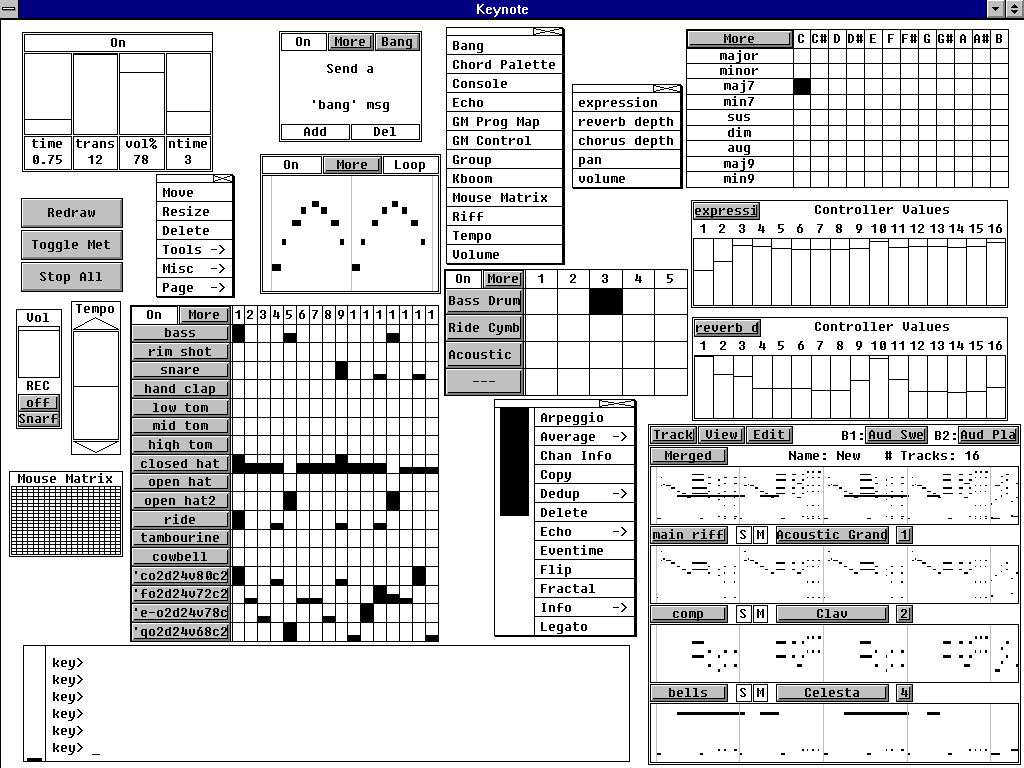 Keynote
On
time trans vol% ntime
0.75 12 78 3
On More Bang
Send a
'bang' msg
Add Del
Bang
Chord Palette
Console
Echo
GM Prog Map
GM Control
Group
Kboom
Mouse Matrix
Riff
Tempo
Volume
expression
reverb depth
chorus depth
pan
volume
More C C# D D# E F F# G G# A A# B
major
minor
maj7
min7
sus
dim
aug
maj9
min9
Redraw
Toggle Met
Stop All
Move
Resize
Delete
Tools ->
Misc ->
Page ->
On More Loop
expressi Controller Values
1 2 3 4 5 6 7 8 9 10 11 12 13 14 15 16
reverb d Controller Values
1 2 3 4 5 6 7 8 9 10 11 12 13 14 15 16
On More 1 2 3 4 5
Bass Drum
Ride Cymb
Acoustic
---
Vol
REC
off
Snarf
Tempo
Mouse Matrix
On More 1 2 3 4 5 6 7 8 9 1 1 1 1 1 1 1
bass
rim shot
snare
hand clap
low tom
mid tom
high tom
closed hat
open hat
open hat2
ride
tambourine
cowbell
'co2d24v80c2
'fo2d24v72c2
'e-o2d24v78c
'go2d24v68c2
Arpeggio
Average ->
Chan Info
Copy
Dedup ->
Delete
Echo ->
Eventime
Flip
Fractal
Info ->
Legato
Track View Edit B1: Aud Swe B2: Aud Pla
Merged Name: New # Tracks: 16
main riff S M Acoustic Grand 1
comp S M Clav 2
bells S M Celesta 4
key>
key>
key>
key>
key>
key> _